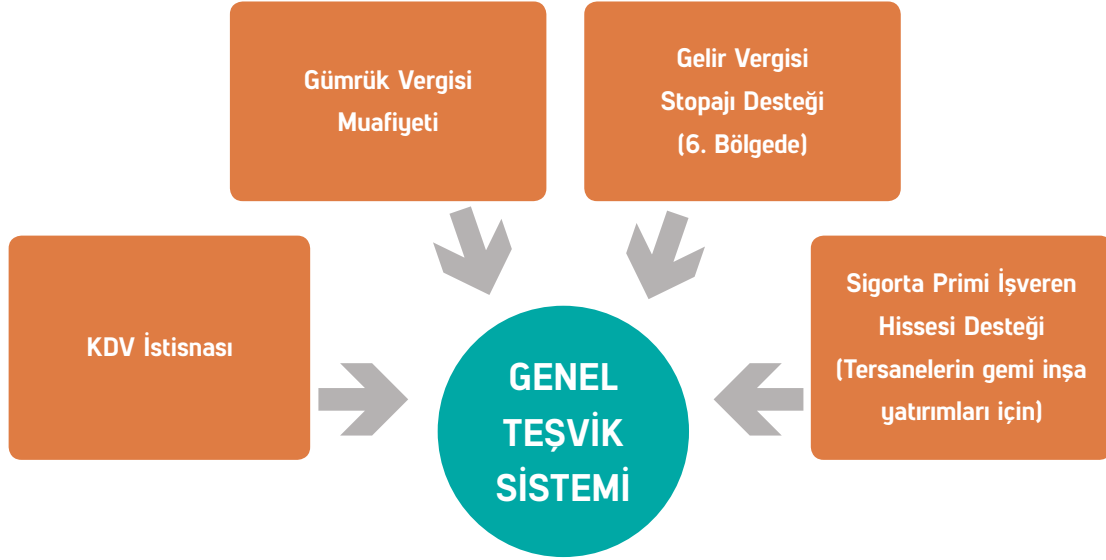 Gümrük Vergisi
Muafiyeti
Gelir Vergisi
Stopajı Desteği
(6. Bölgede)
KDV İstisnası
Sigorta Primi İşveren
Hissesi Desteği
(Tersanelerin gemi inşa
yatırımları için)
GENEL
TEŞVİK
SİSTEMİ